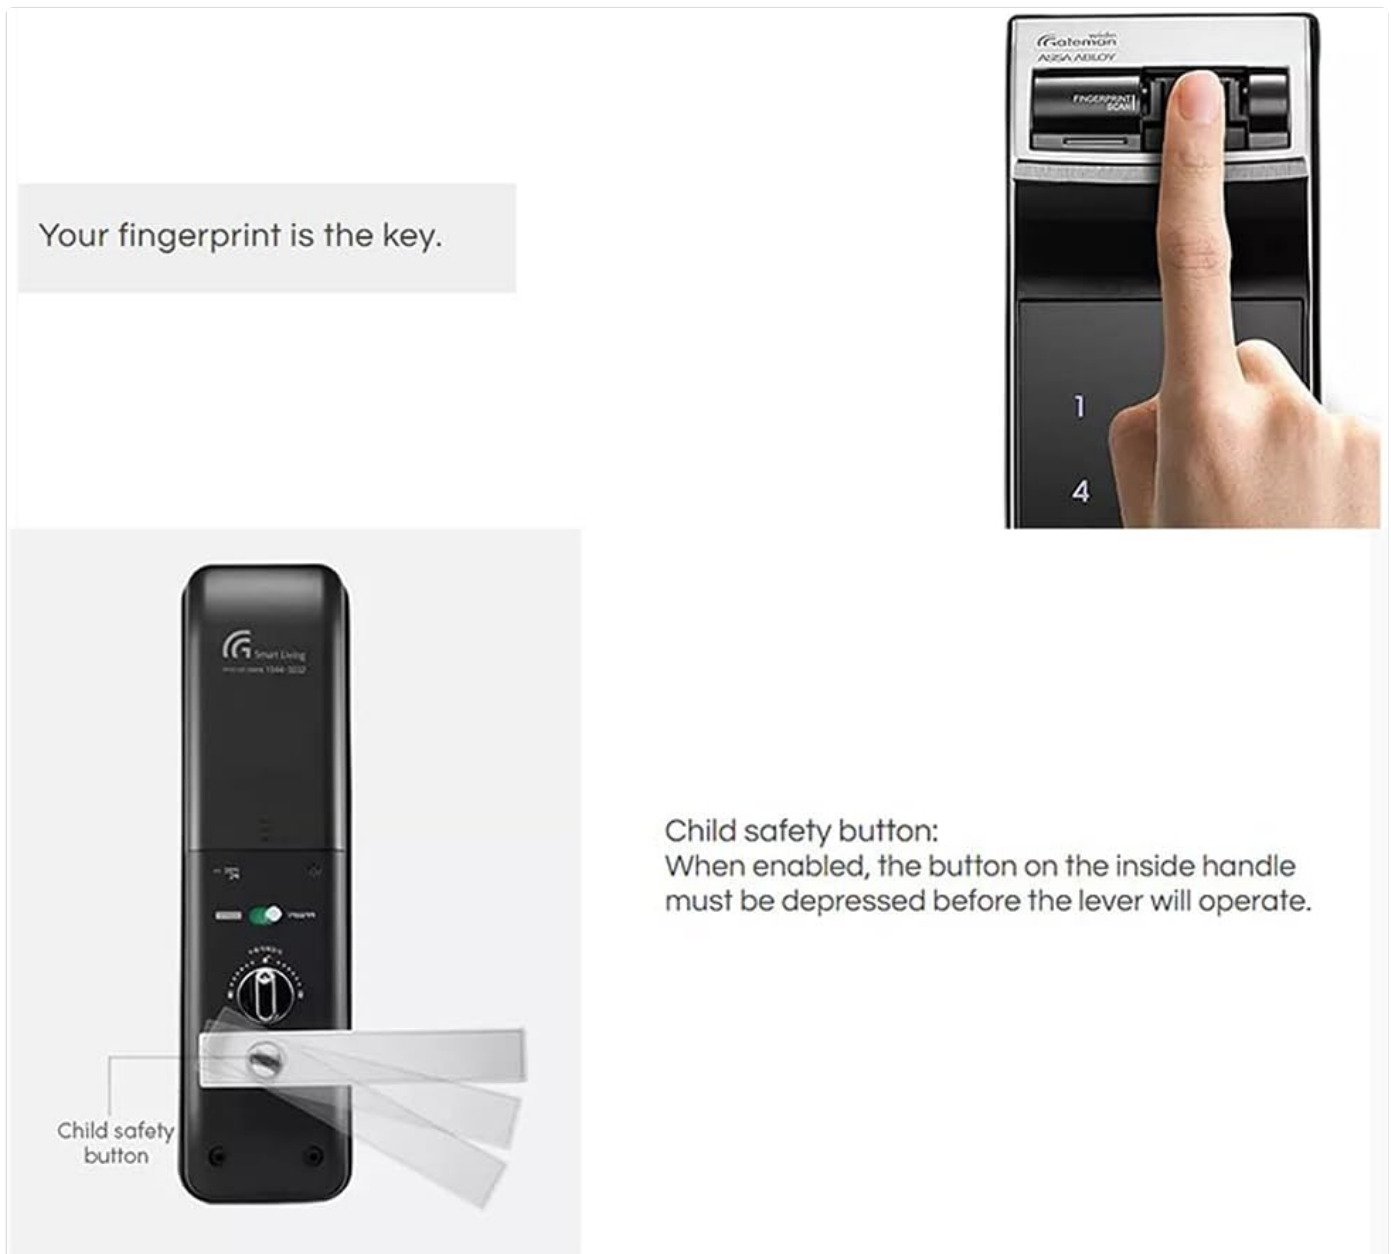 Gateman
wide
ASSA ABLOY
FINGERPRINT
SCAN
Your fingerprint is the key.
1
4
Smart Living
Child safety button:
When enabled, the button on the inside handle
must be depressed before the lever will operate.
Child safety
button